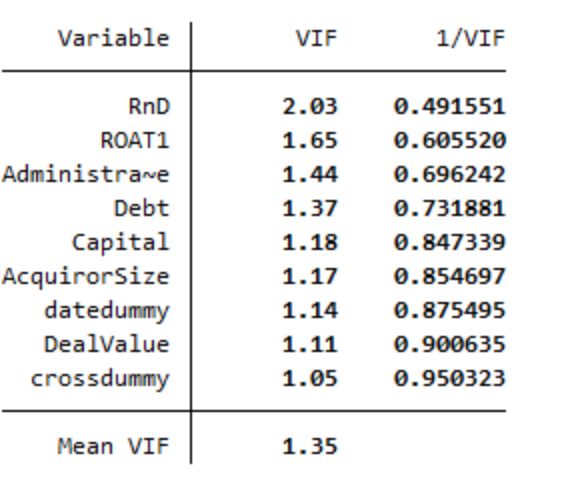 Variable VIF 1/VIF
RnD 2.03 0.491551
ROAT1 1.65 0.605520
Administra~e 1.44 0.696242
Debt 1.37 0.731881
Capital 1.18 0.847339
AcquirorSize 1.17 0.854697
datedummy 1.14 0.875495
DealValue 1.11 0.900635
crossdummy 1.05 0.950323
Mean VIF 1.35